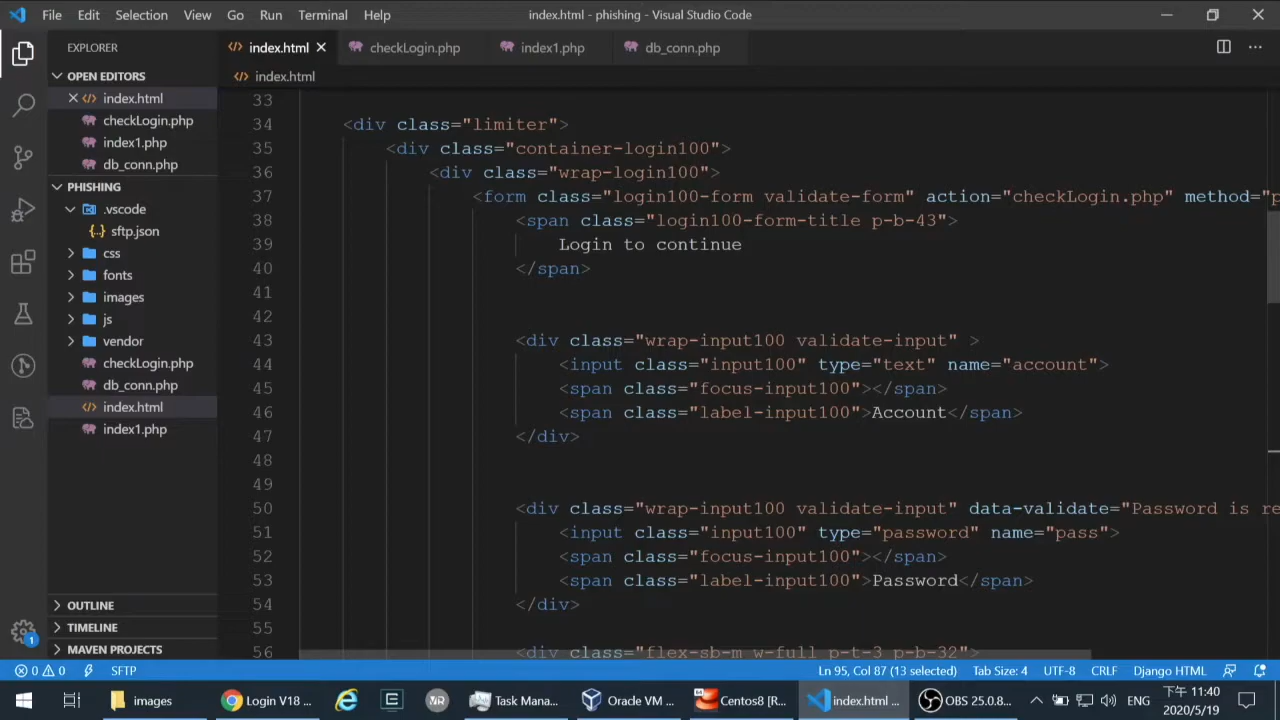 File Edit Selection View Go Run Terminal Help index.html - phishing - Visual Studio Code
EXPLORER
index.html
checkLogin.php
index1.php
db_conn.php
OPEN EDITORS
index.html
checkLogin.php
index1.php
db_conn.php
PHISHING
.vscode
sftp.json
css
fonts
images
js
vendor
checkLogin.php
db_conn.php
index.html
index1.php
OUTLINE
TIMELINE
MAVEN PROJECTS
index.html
33
34 <div class="limiter">
35 <div class="container-login100">
36 <div class="wrap-login100">
37 <form class="login100-form validate-form" action="checkLogin.php" method="p
38 <span class="login100-form-title p-b-43">
39 Login to continue
40 </span>
41
42
43 <div class="wrap-input100 validate-input" >
44 <input class="input100" type="text" name="account">
45 <span class="focus-input100"></span>
46 <span class="label-input100">Account</span>
47 </div>
48
49
50 <div class="wrap-input100 validate-input" data-validate="Password is re
51 <input class="input100" type="password" name="pass">
52 <span class="focus-input100"></span>
53 <span class="label-input100">Password</span>
54 </div>
55
56 <div class="flex-sb-m w-full p-t-3 p-b-32">
1
0 0 SFTP Ln 95, Col 87 (13 selected) Tab Size: 4 UTF-8 CRLF Django HTML
images Login V18 ... Task Mana... Oracle VM ... Centos8 [R... index.html ... OBS 25.0.8... ENG 下午 11:40
2020/5/19